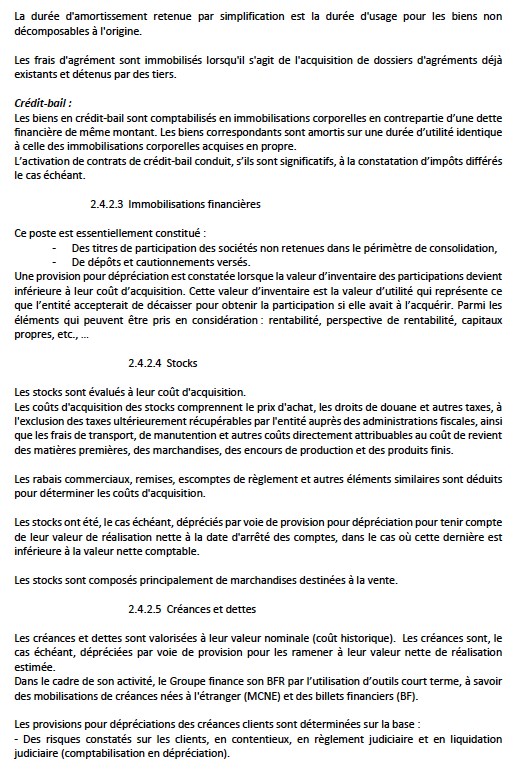 La durée d'amortissement retenue par simplification est la durée d'usage pour les biens non
décomposables à l'origine.
Les frais d'agrément sont immobilisés lorsqu'il s'agit de l'acquisition de dossiers d'agréments déjà
existants et détenus par des tiers.
Crédit-bail :
Les biens en crédit-bail sont comptabilisés en immobilisations corporelles en contrepartie d'une dette
financière de même montant. Les biens correspondants sont amortis sur une durée d'utilité identique
à celle des immobilisations corporelles acquises en propre.
L'activation de contrats de crédit-bail conduit, s'ils sont significatifs, à la constatation d'impôts différés
le cas échéant.
2.4.2.3 Immobilisations financières
Ce poste est essentiellement constitué :
- Des titres de participation des sociétés non retenues dans le périmètre de consolidation,
- De dépôts et cautionnements versés.
Une provision pour dépréciation est constatée lorsque la valeur d'inventaire des participations devient
inférieure à leur coût d'acquisition. Cette valeur d'inventaire est la valeur d'utilité qui représente ce
que l'entité accepterait de décaisser pour obtenir la participation si elle avait à l'acquérir. Parmi les
éléments qui peuvent être pris en considération : rentabilité, perspective de rentabilité, capitaux
propres, etc., ...
2.4.2.4 Stocks
Les stocks sont évalués à leur coût d'acquisition.
Les coûts d'acquisition des stocks comprennent le prix d'achat, les droits de douane et autres taxes, à
l'exclusion des taxes ultérieurement récupérables par l'entité auprès des administrations fiscales, ainsi
que les frais de transport, de manutention et autres coûts directement attribuables au coût de revient
des matières premières, des marchandises, des encours de production et des produits finis.
Les rabais commerciaux, remises, escomptes de règlement et autres éléments similaires sont déduits
pour déterminer les coûts d'acquisition.
Les stocks ont été, le cas échéant, dépréciés par voie de provision pour dépréciation pour tenir compte
de leur valeur de réalisation nette à la date d'arrêté des comptes, dans le cas où cette dernière est
inférieure à la valeur nette comptable.
Les stocks sont composés principalement de marchandises destinées à la vente.
2.4.2.5 Créances et dettes
Les créances et dettes sont valorisées à leur valeur nominale (coût historique). Les créances sont, le
cas échéant, dépréciées par voie de provision pour les ramener à leur valeur nette de réalisation
estimée.
Dans le cadre de son activité, le Groupe finance son BFR par l'utilisation d'outils court terme, à savoir
des mobilisations de créances nées à l'étranger (MCNE) et des billets financiers (BF).
Les provisions pour dépréciations des créances clients sont déterminées sur la base :
- Des risques constatés sur les clients, en contentieux, en règlement judiciaire et en liquidation
judiciaire (comptabilisation en dépréciation).